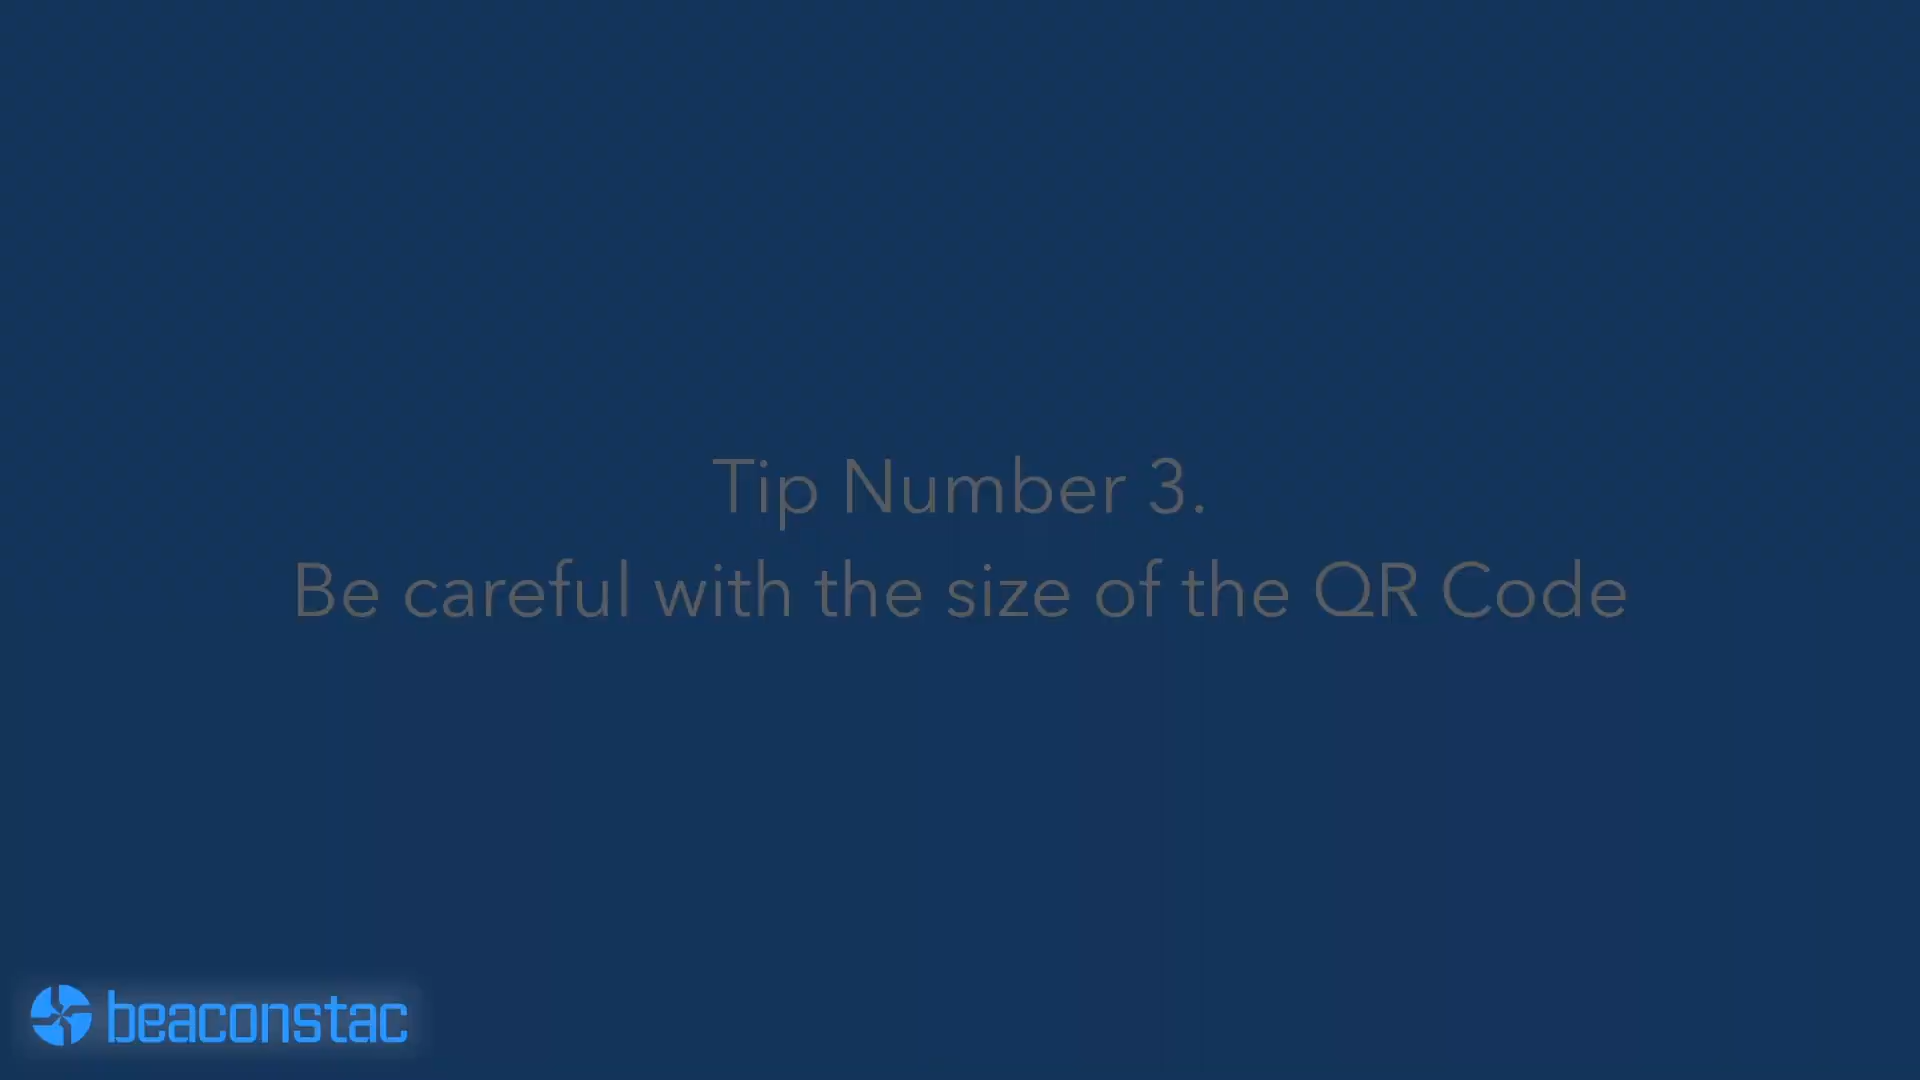 Tip Number 3.
Be careful with the size of the QR Code
beaconstac